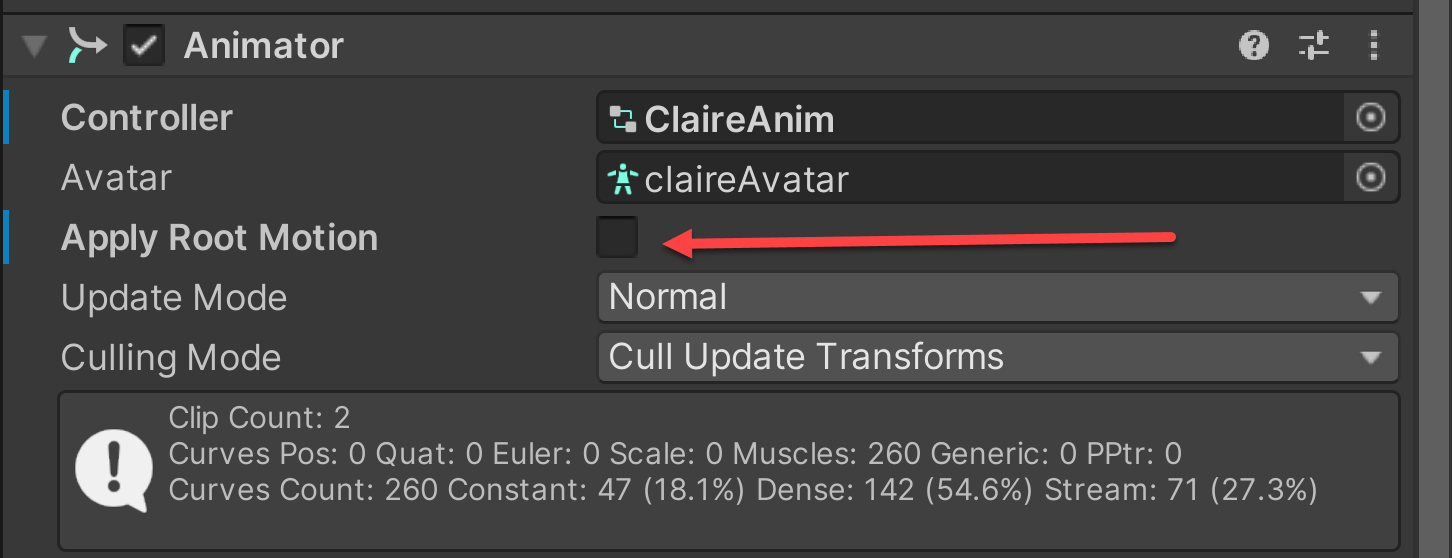 Animator
Controller ClaireAnim
Avatar claireAvatar
Apply Root Motion
Update Mode Normal
Culling Mode Cull Update Transforms
Clip Count: 2
Curves Pos: 0 Quat: 0 Euler: 0 Scale: 0 Muscles: 260 Generic: 0 PPtr: 0
Curves Count: 260 Constant: 47 (18.1%) Dense: 142 (54.6%) Stream: 71 (27.3%)